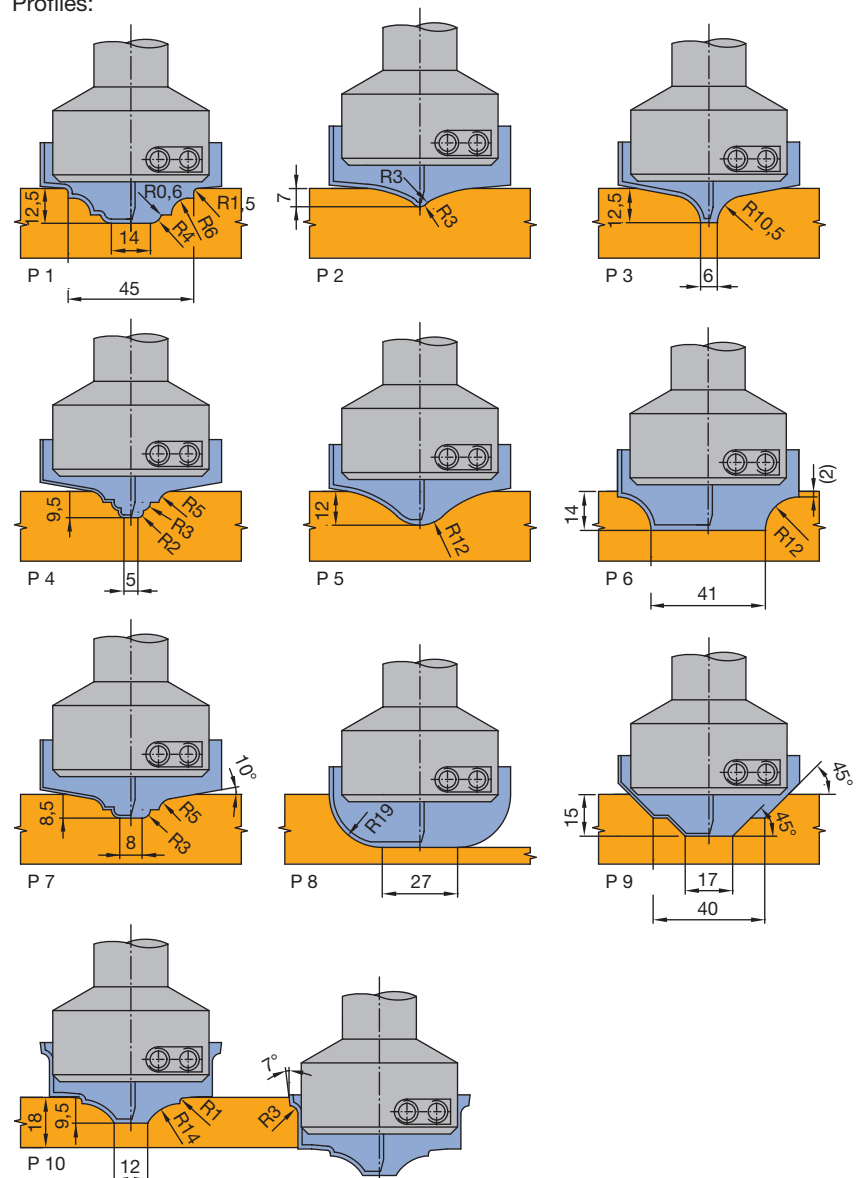 Profiles:
12,5
R0,6
R1,5
R6
R4
14
P 1
45
7
R3
R3
P 2
12,5
R10,5
P 3
6
9,5
R5
R3
R2
P 4
5
12
R12
P 5
(2)
14
R12
P 6
41
10°
8,5
R5
R3
8
P 7
R19
P 8
27
45°
15
45°
P 9
17
40
7°
18
9,5
R1
R14
R3
P 10
12